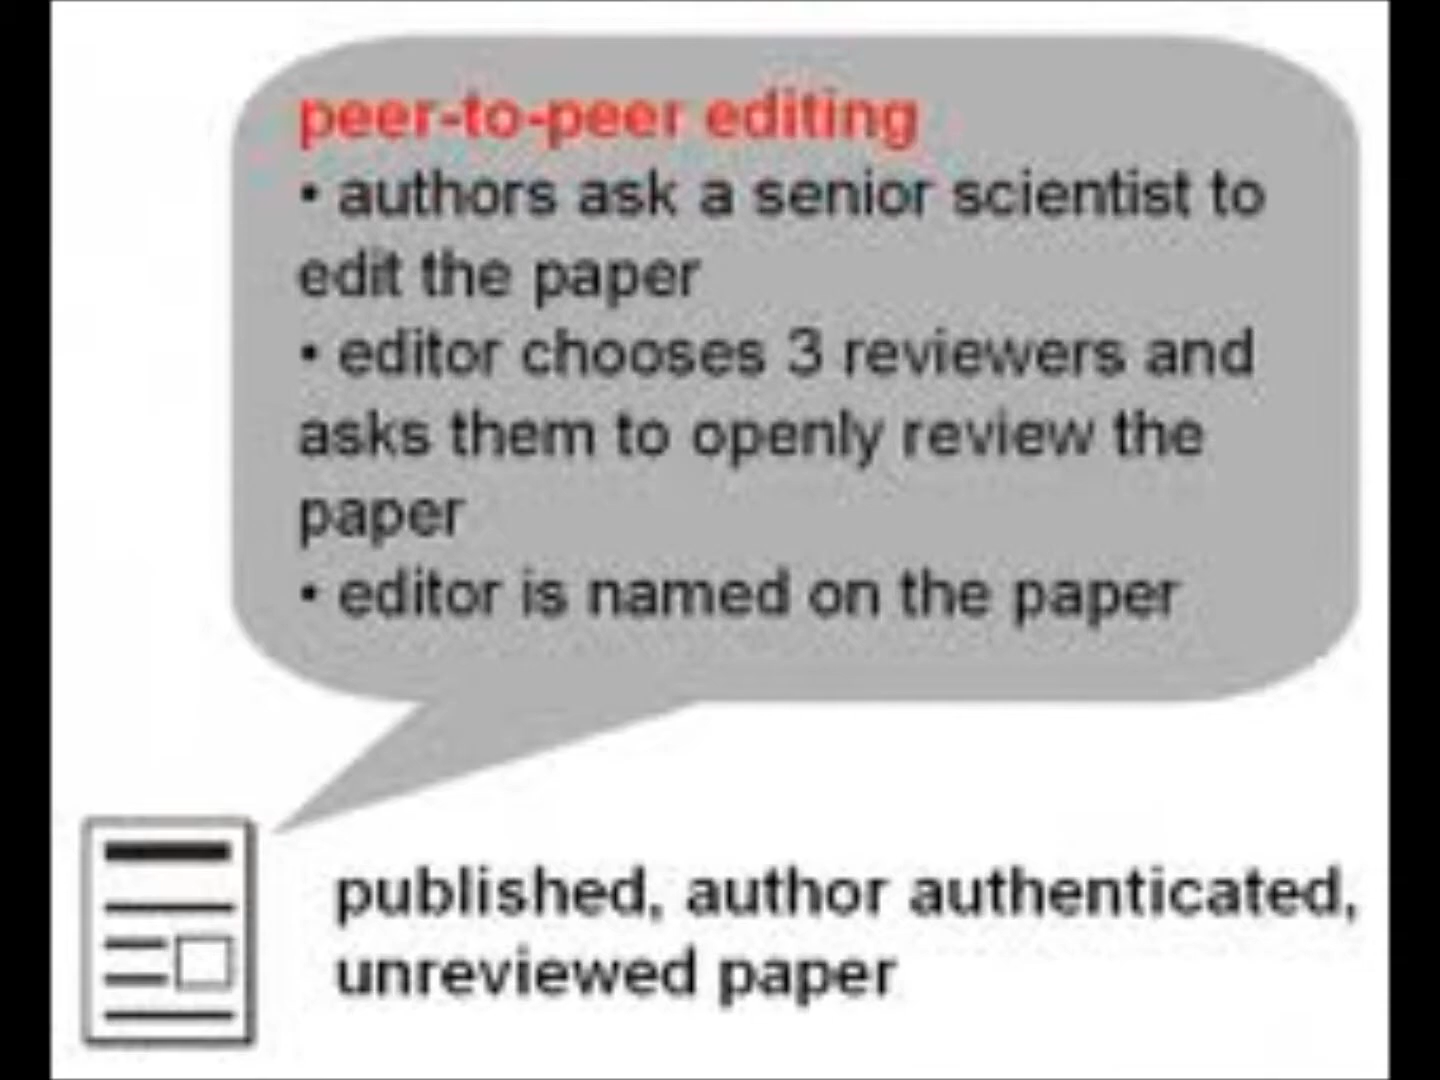 peer-to-peer editing
• authors ask a senior scientist to
edit the paper
• editor chooses 3 reviewers and
asks them to openly review the
paper
• editor is named on the paper
published, author authenticated,
unreviewed paper